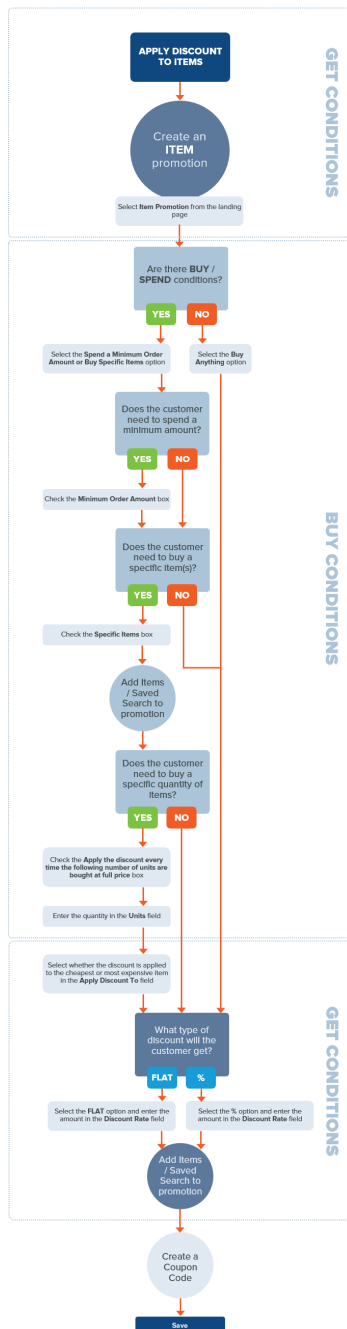 APPLY DISCOUNT
TO ITEMS
GET CONDITIONS
Create an
ITEM
promotion
Select Item Promotion from the landing
page
Are there BUY /
SPEND conditions?
YES
NO
Select the Spend a Minimum Order
Amount or Buy Specific Items option
Select the Buy
Anything option
Does the customer
need to spend a
minimum amount?
YES
NO
Check the Minimum Order Amount box
BUY CONDITIONS
Does the customer
need to buy a
specific item(s)?
YES
NO
Check the Specific Items box
Add Items
/ Saved
Search to
promotion
Does the customer
need to buy a
specific quantity of
items?
YES
NO
Check the Apply the discount every
time the following number of units are
bought at full price box
Enter the quantity in the Units field
Select whether the discount is applied
to the cheapest or most expensive item
in the Apply Discount To field
GET CONDITIONS
What type of
discount will the
customer get?
FLAT
%
Select the FLAT option and enter the
amount in the Discount Rate field
Select the % option and enter the
amount in the Discount Rate field
Add Items
/ Saved
Search to
promotion
Create a
Coupon
Code
Save